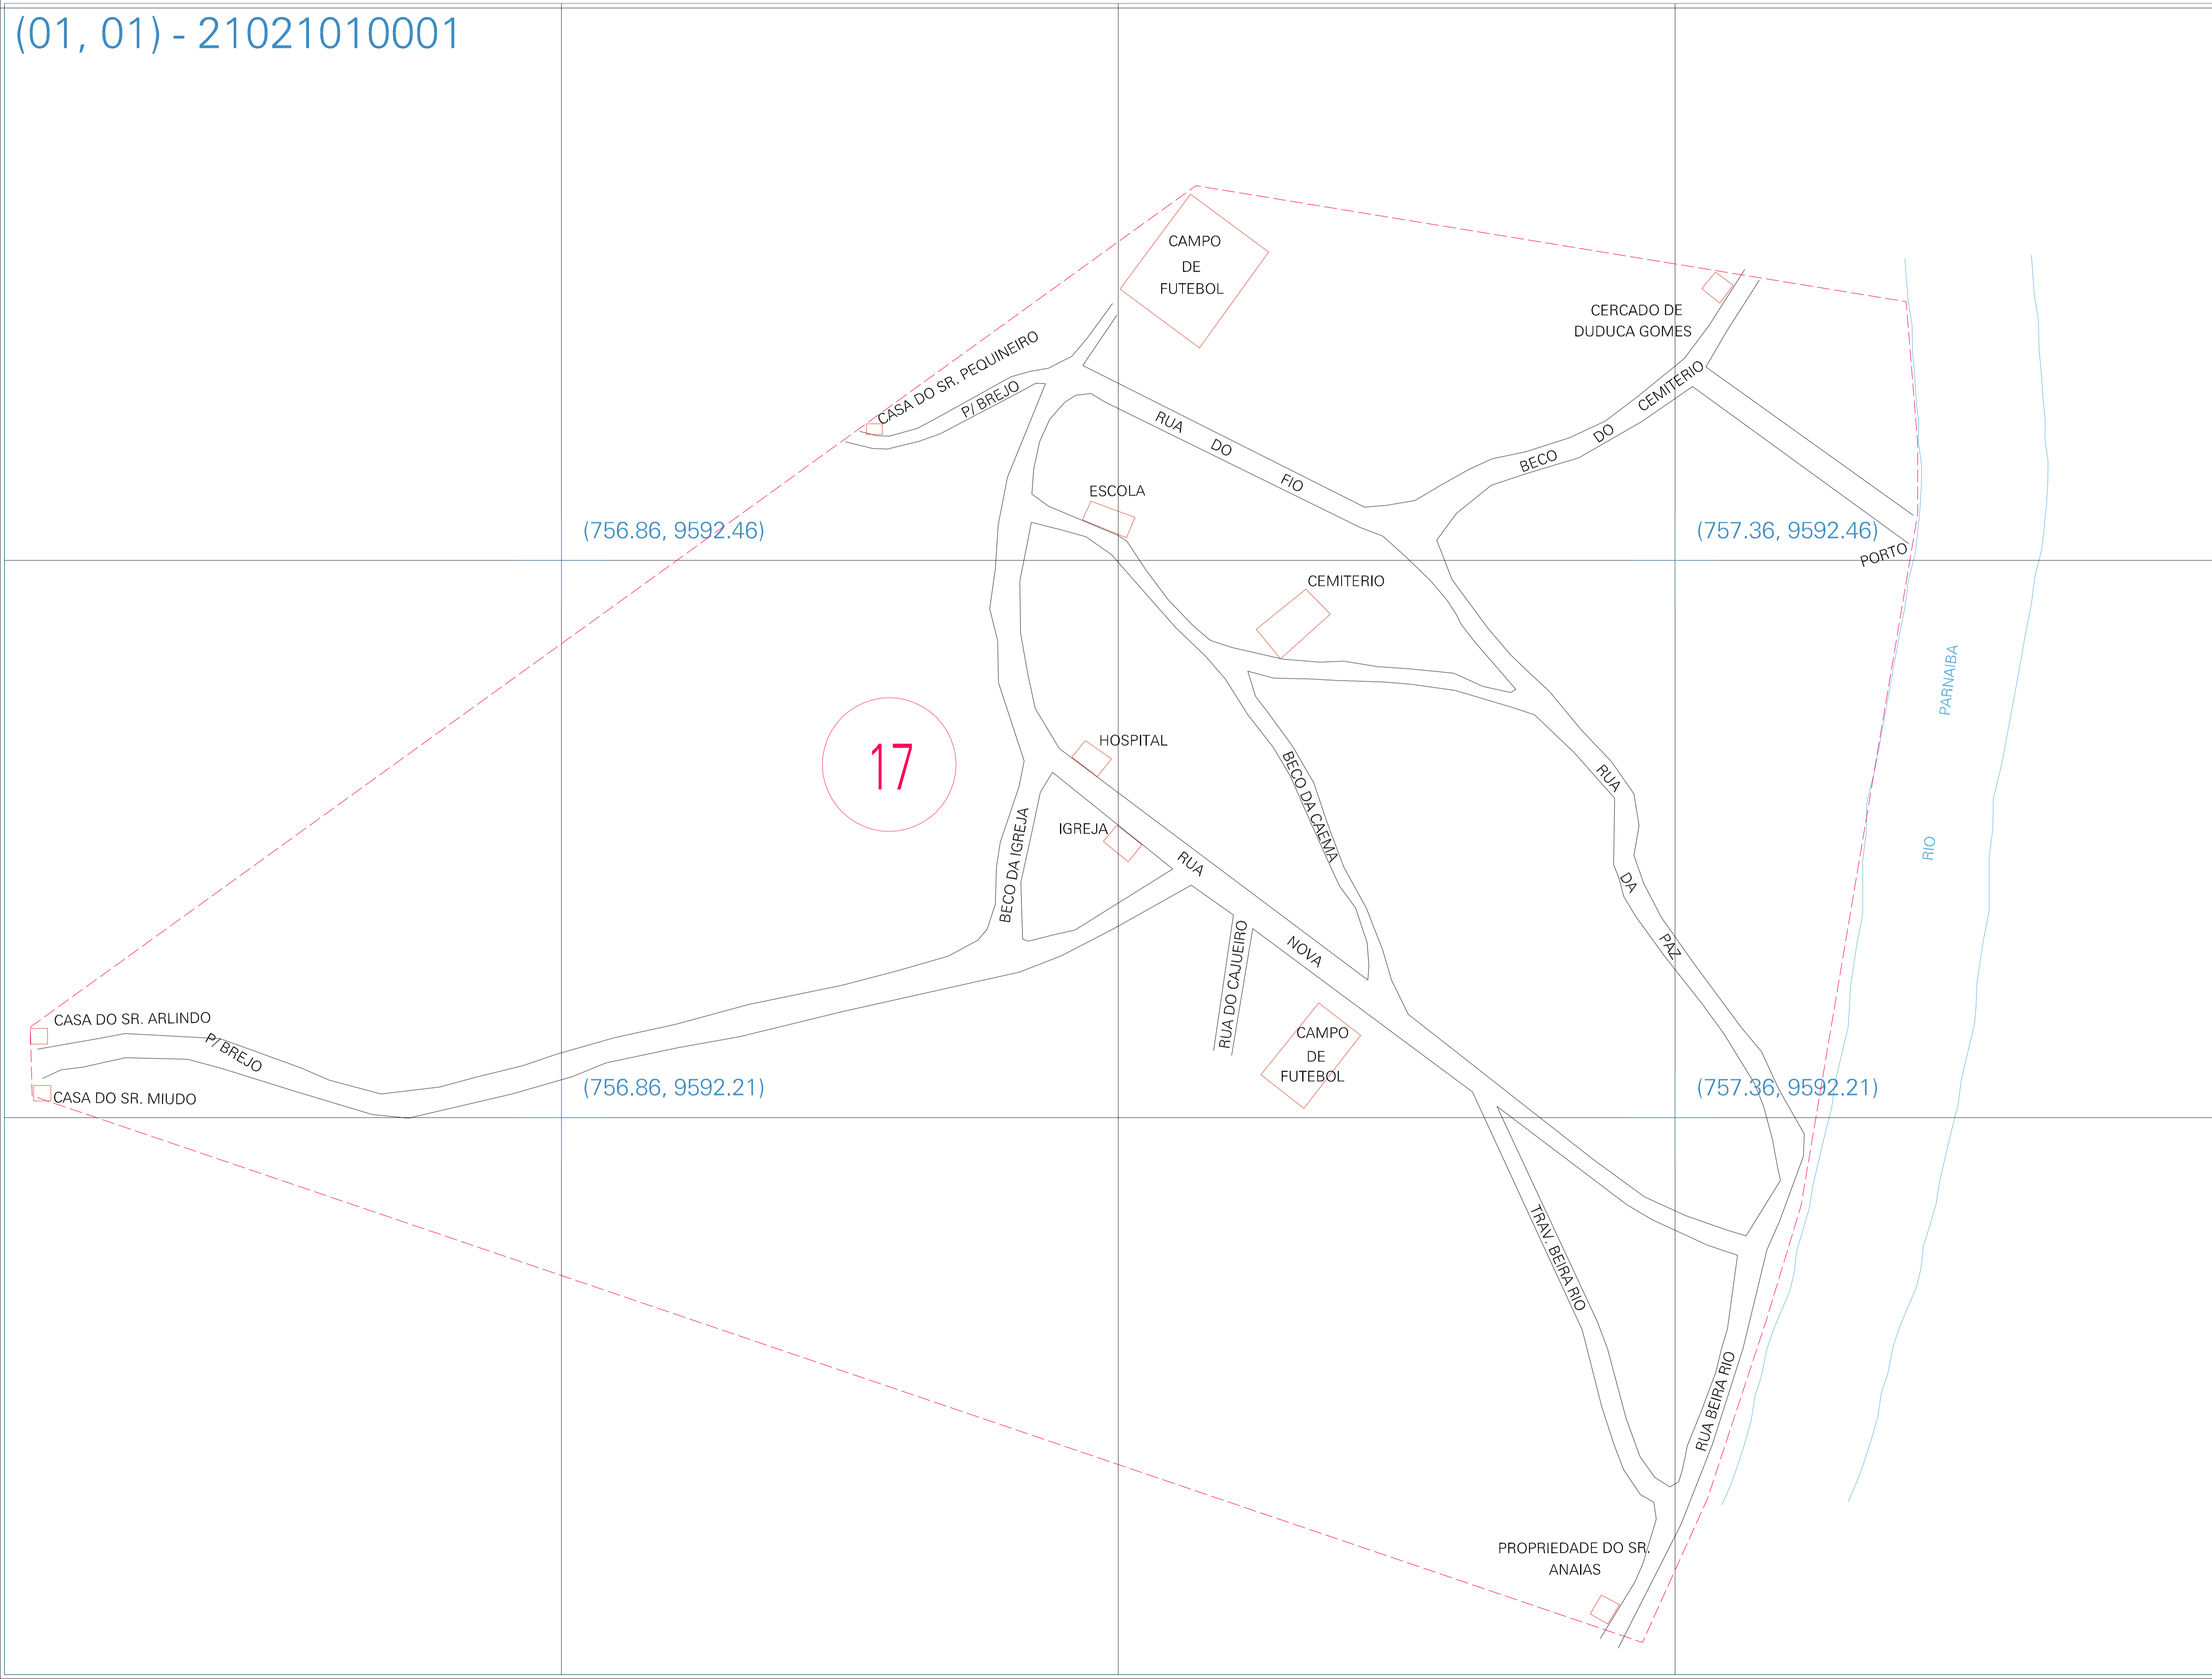 (01, 01) - 21021010001
CAMPO
DE
FUTEBOL
CERCADO DE
DUDUCA GOMES
CASA DO SR. PEQUINEIRO
P/ BREJO
RUA DO FIO
BECO DO CEMITERIO
ESCOLA
(756.86, 9592.46)
(757.36, 9592.46)
PORTO
CEMITERIO
RIO PARNAIBA
HOSPITAL
17
IGREJA
BECO DA IGREJA
BECO DA CAEMA
RUA DA PAZ
RUA NOVA
RUA DO CAJUEIRO
CASA DO SR. ARLINDO
P/ BREJO
CASA DO SR. MIUDO
CAMPO
DE
FUTEBOL
(756.86, 9592.21)
(757.36, 9592.21)
TRAV. BEIRA RIO
RUA BEIRA RIO
PROPRIEDADE DO SR.
ANAIAS